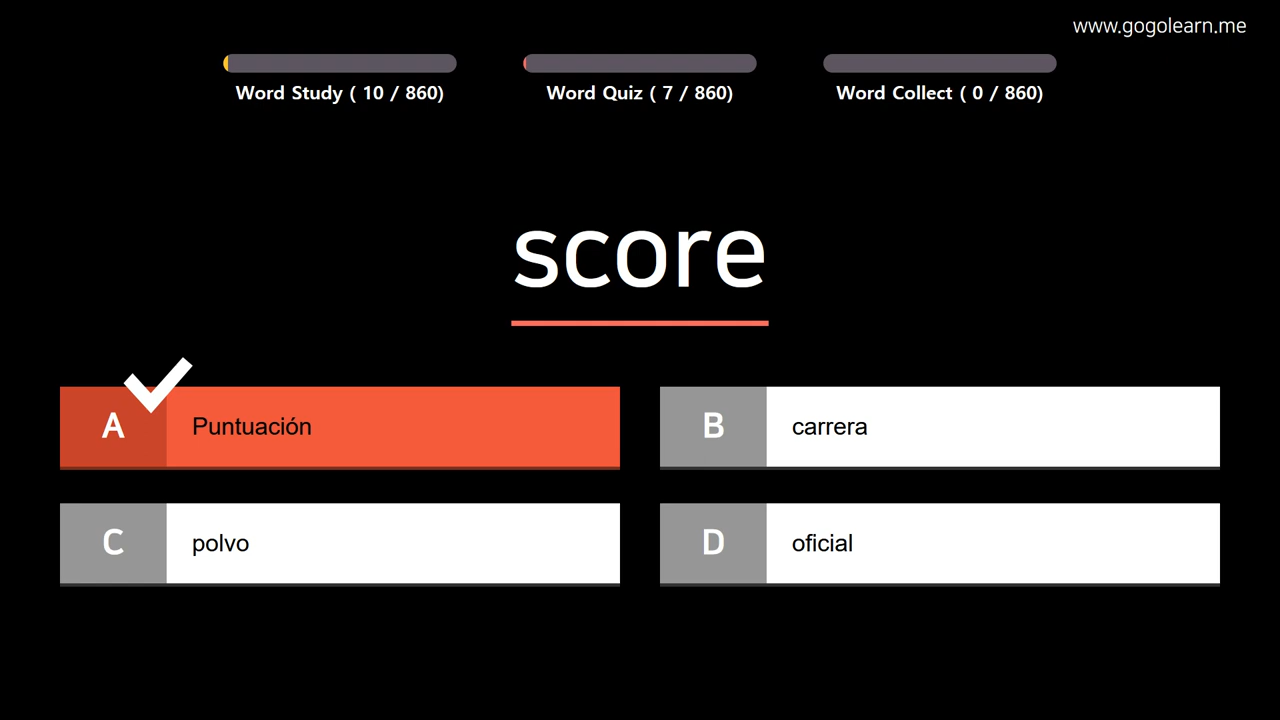 www.gogolearn.me
Word Study ( 10 / 860)
Word Quiz ( 7 / 860)
Word Collect ( 0 / 860)
score
A Puntuación
B carrera
C polvo
D oficial